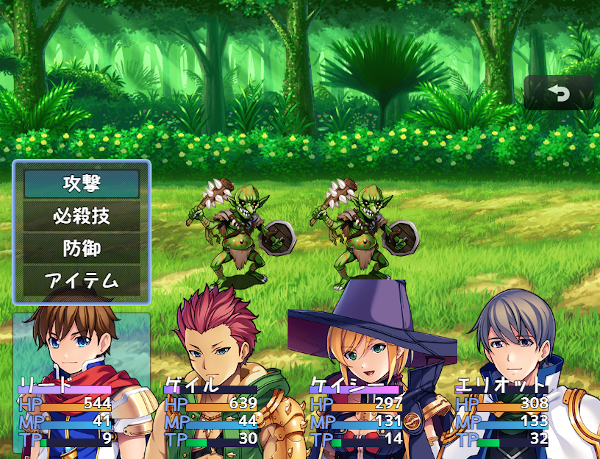 攻撃
必殺技
防御
アイテム
リード
HP 544
MP 41
TP 9
ゲイル
HP 639
MP 44
TP 30
ケイシー
HP 297
MP 131
TP 14
エリオット
HP 308
MP 133
TP 32